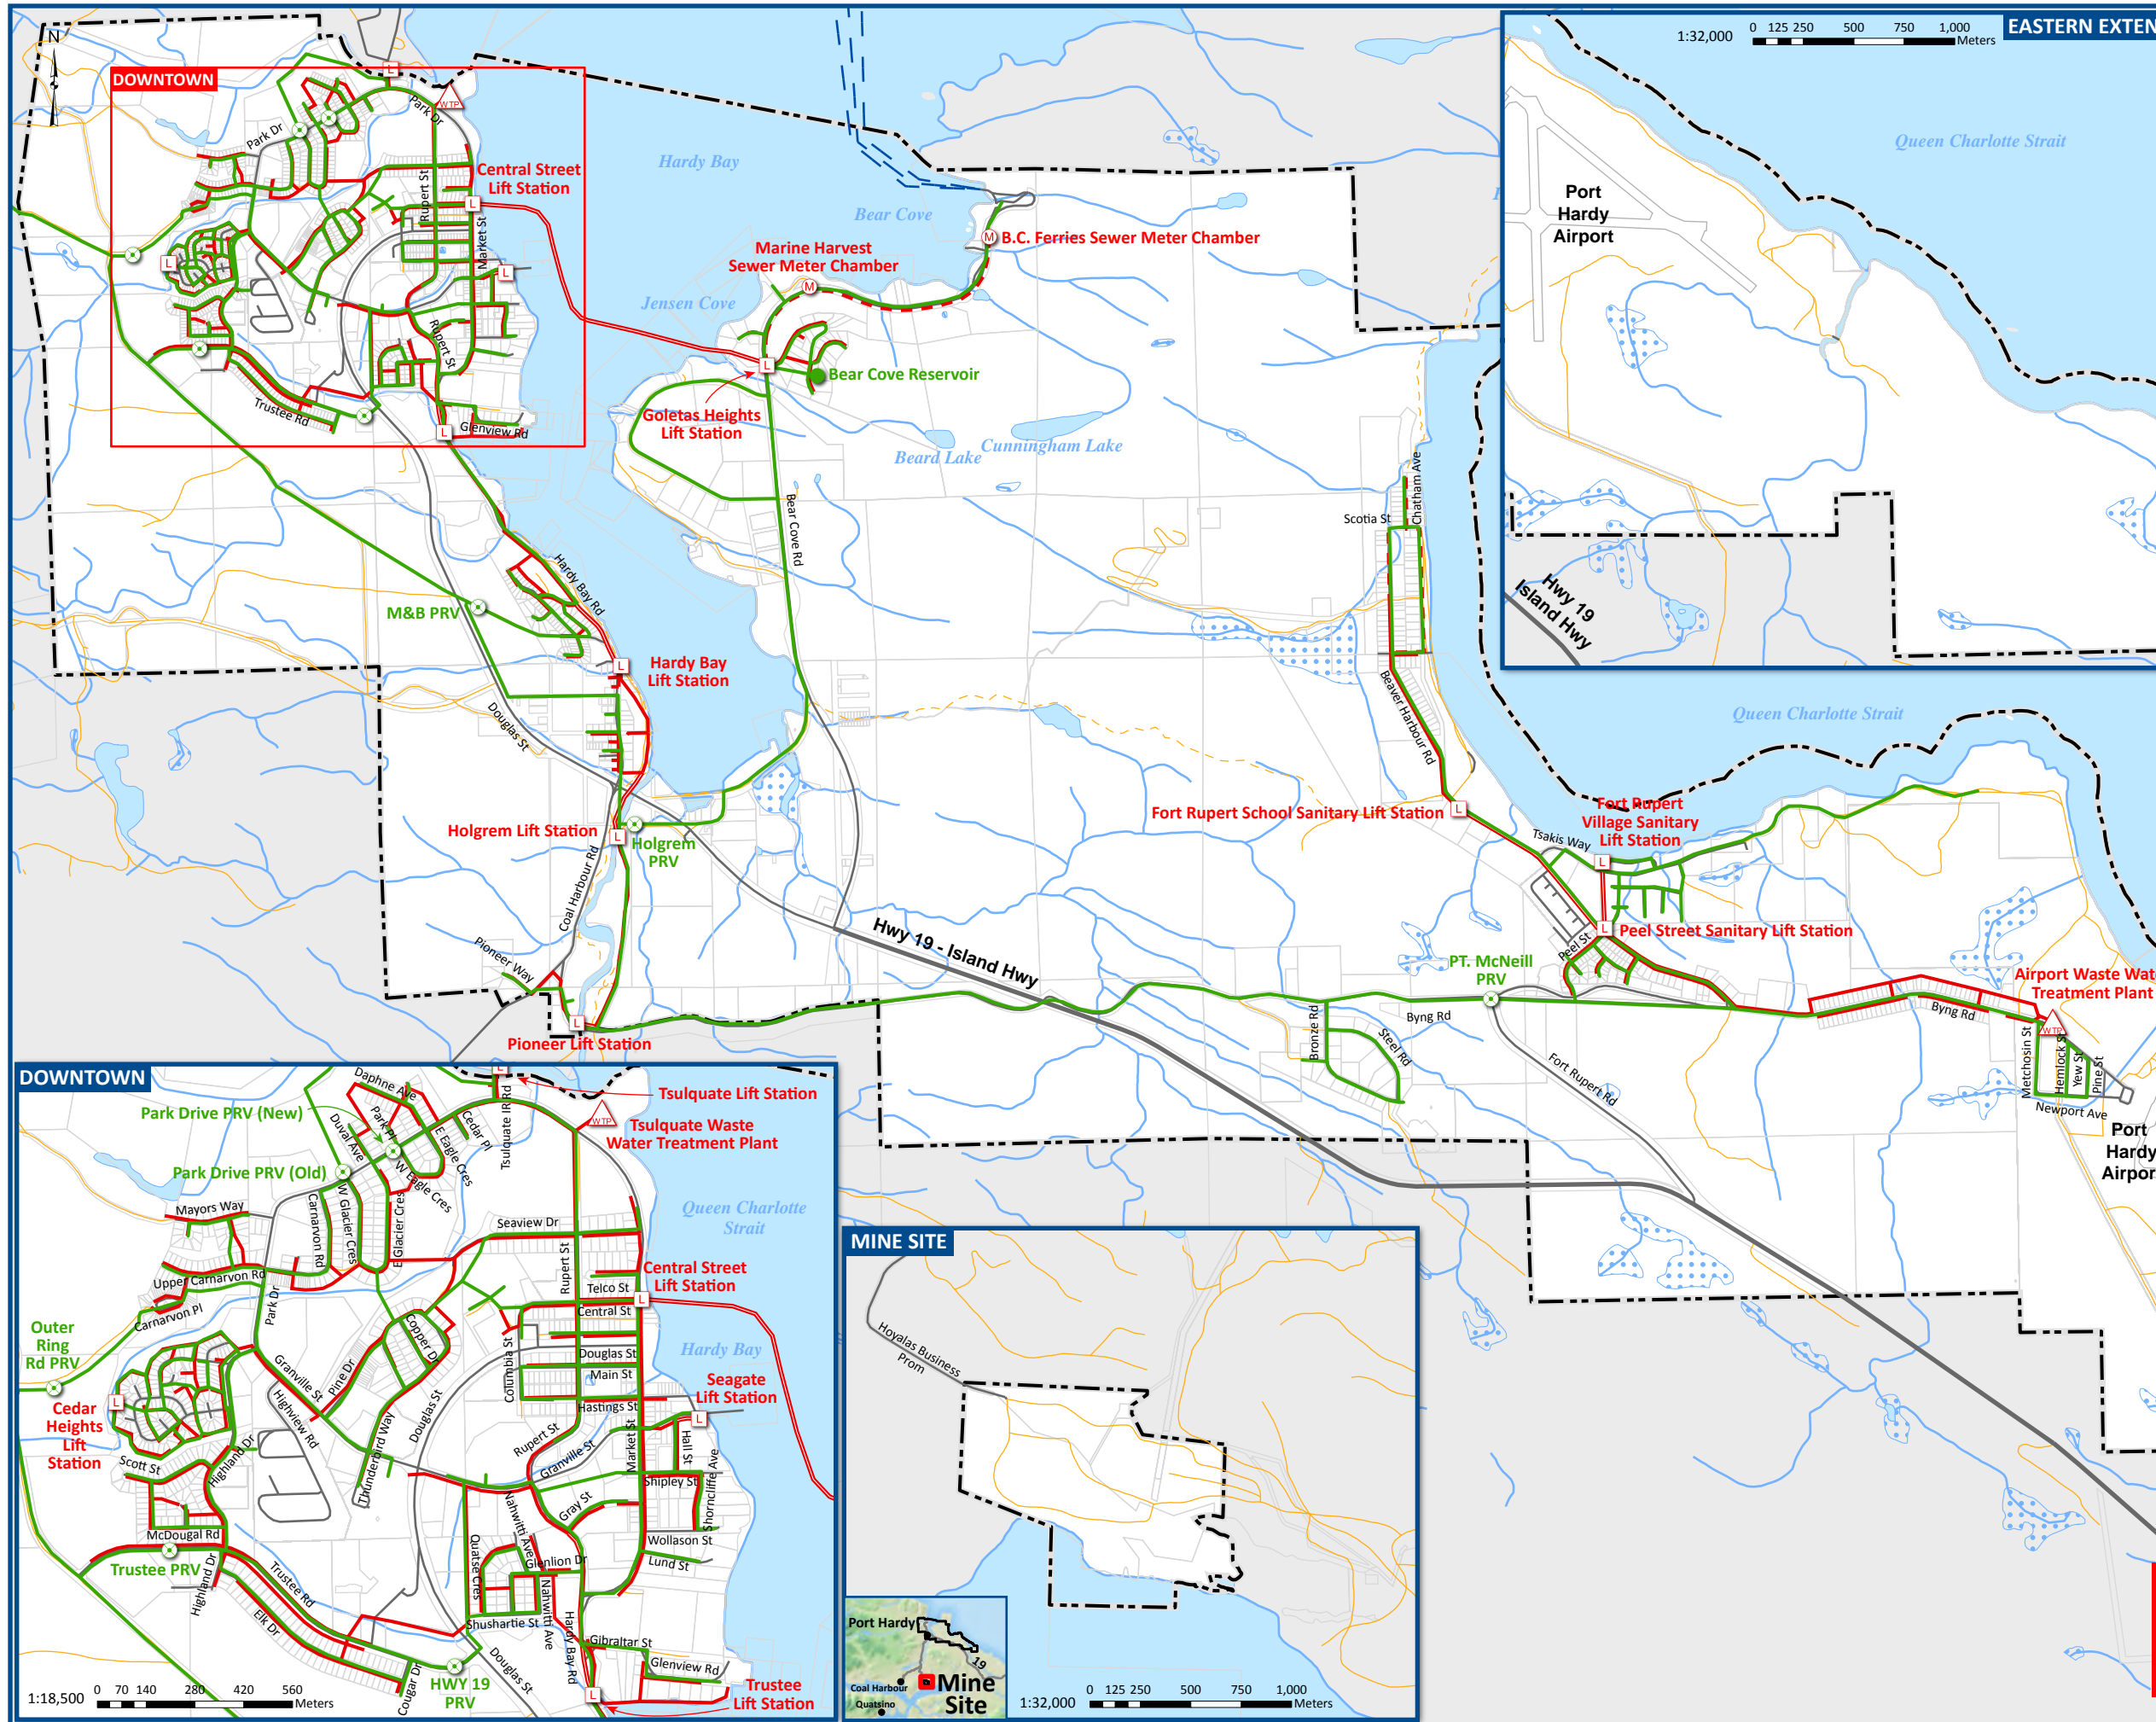 N
DOWNTOWN
Park Dr
Park Dr
WTP
Rupert St
Market St
Rupert St
Trustee Rd
Glenview Rd
L
L
L
L
L
Central Street
Lift Station
Hardy Bay
Bear Cove
Jensen Cove
Marine Harvest
Sewer Meter Chamber
M
M
B.C. Ferries Sewer Meter Chamber
L
Bear Cove Reservoir
Goletas Heights
Lift Station
Beard Lake
Cunningham Lake
Bear Cove Rd
Hardy Bay Rd
M&B PRV
L
Hardy Bay
Lift Station
Douglas St
Holgrem Lift Station
L
Holgrem
PRV
Coal Harbour Rd
Pioneer Way
L
Pioneer Lift Station
Hwy 19 - Island Hwy
Scotia St
Chatham Ave
Beaver Harbour Rd
Fort Rupert School Sanitary Lift Station
L
Tsakis Way
Fort Rupert
Village Sanitary
Lift Station
L
L
Peel Street Sanitary Lift Station
Peel St
PT. McNeill
PRV
Bronze Rd
Steel Rd
Byng Rd
Fort Rupert Rd
Byng Rd
Airport Waste Wat
Treatment Plant
WTP
Metchosin St
Hemlock St
Yew St
Pine St
Newport Ave
Port
Hardy
Airpor
Queen Charlotte Strait
1:32,000
0 125 250 500 750 1,000
Meters
EASTERN EXTEN
Queen Charlotte Strait
Port
Hardy
Airport
Hwy 19
Island Hwy
DOWNTOWN
Daphne Ave
Park Drive PRV (New)
Park Pl
Duval Ave
Park Drive PRV (Old)
E Eagle Cres
Cedar Pl
W Eagle Cres
Tsulquate IR Rd
L
Tsulquate Lift Station
WTP
Tsulquate Waste
Water Treatment Plant
Mayors Way
Carnarvon Rd
W Glacier Cres
E Glacier Cres
Seaview Dr
Queen Charlotte
Strait
Rupert St
Upper Carnarvon Rd
Carnarvon Pl
Park Dr
Telco St
Central St
Central Street
Lift Station
L
Outer
Ring
Rd PRV
Copper Dr
Columbia St
Douglas St
Main St
Hastings St
Hardy Bay
Seagate
Lift Station
L
Granville St
Pine Dr
Highview Rd
Cedar
Heights
Lift
Station
L
Thunderbird Way
Douglas St
Rupert St
Granville St
Market St
Hall St
Shipley St
Shorncliffe Ave
Scott St
Highland Dr
McDougal Rd
Trustee PRV
Highland Dr
Trustee Rd
Elk Dr
Cougar Dr
Nahwitti Ave
Gray St
Quatse Cres
Glenlion Dr
Nahwitti Ave
Wollason St
Lund St
Shushartie St
Hardy Bay Rd
Gibraltar St
Glenview Rd
HWY 19
PRV
Douglas St
L
Trustee
Lift Station
1:18,500
0 70 140 280 420 560
Meters
MINE SITE
Hoyalas Business
Prom
Port Hardy
19
Coal Harbour
Quatsino
Mine
Site
1:32,000
0 125 250 500 750 1,000
Meters